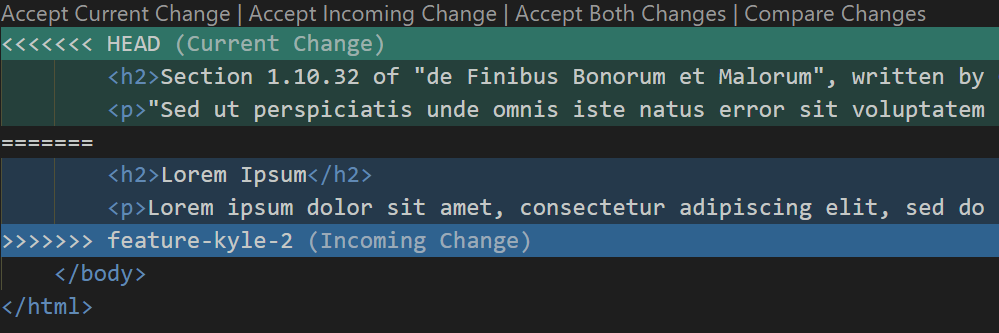 Accept Current Change | Accept Incoming Change | Accept Both Changes | Compare Changes
<<<<<<< HEAD (Current Change)
<h2>Section 1.10.32 of "de Finibus Bonorum et Malorum", written by
<p>"Sed ut perspiciatis unde omnis iste natus error sit voluptatem
=======
<h2>Lorem Ipsum</h2>
<p>Lorem ipsum dolor sit amet, consectetur adipiscing elit, sed do
>>>>>>> feature-kyle-2 (Incoming Change)
</body>
</html>